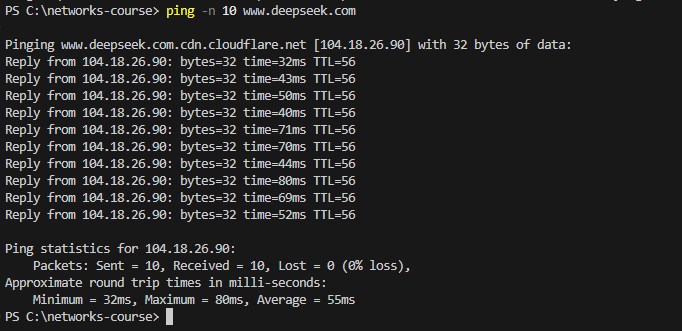 PS C:\networks-course> ping -n 10 www.deepseek.com
Pinging www.deepseek.com.cdn.cloudflare.net [104.18.26.90] with 32 bytes of data:
Reply from 104.18.26.90: bytes=32 time=32ms TTL=56
Reply from 104.18.26.90: bytes=32 time=43ms TTL=56
Reply from 104.18.26.90: bytes=32 time=50ms TTL=56
Reply from 104.18.26.90: bytes=32 time=40ms TTL=56
Reply from 104.18.26.90: bytes=32 time=71ms TTL=56
Reply from 104.18.26.90: bytes=32 time=70ms TTL=56
Reply from 104.18.26.90: bytes=32 time=44ms TTL=56
Reply from 104.18.26.90: bytes=32 time=80ms TTL=56
Reply from 104.18.26.90: bytes=32 time=69ms TTL=56
Reply from 104.18.26.90: bytes=32 time=52ms TTL=56
Ping statistics for 104.18.26.90:
    Packets: Sent = 10, Received = 10, Lost = 0 (0% loss),
Approximate round trip times in milli-seconds:
    Minimum = 32ms, Maximum = 80ms, Average = 55ms
PS C:\networks-course>